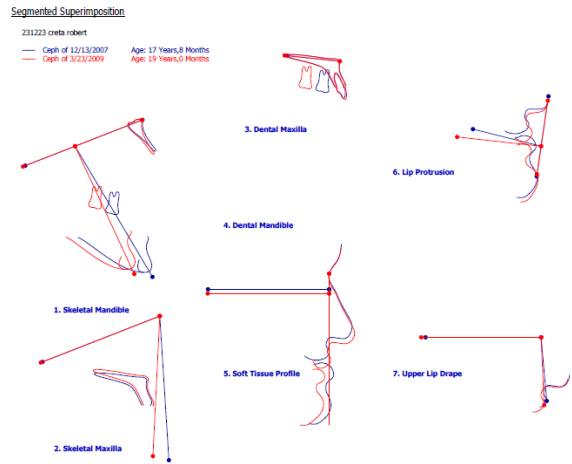 Segmented Superimposition
231223 creta robert
Ceph of 12/13/2007 Age: 17 Years,8 Months
Ceph of 3/23/2009 Age: 19 Years,0 Months
3. Dental Maxilla
6. Lip Protrusion
4. Dental Mandible
1. Skeletal Mandible
5. Soft Tissue Profile
7. Upper Lip Drape
2. Skeletal Maxilla